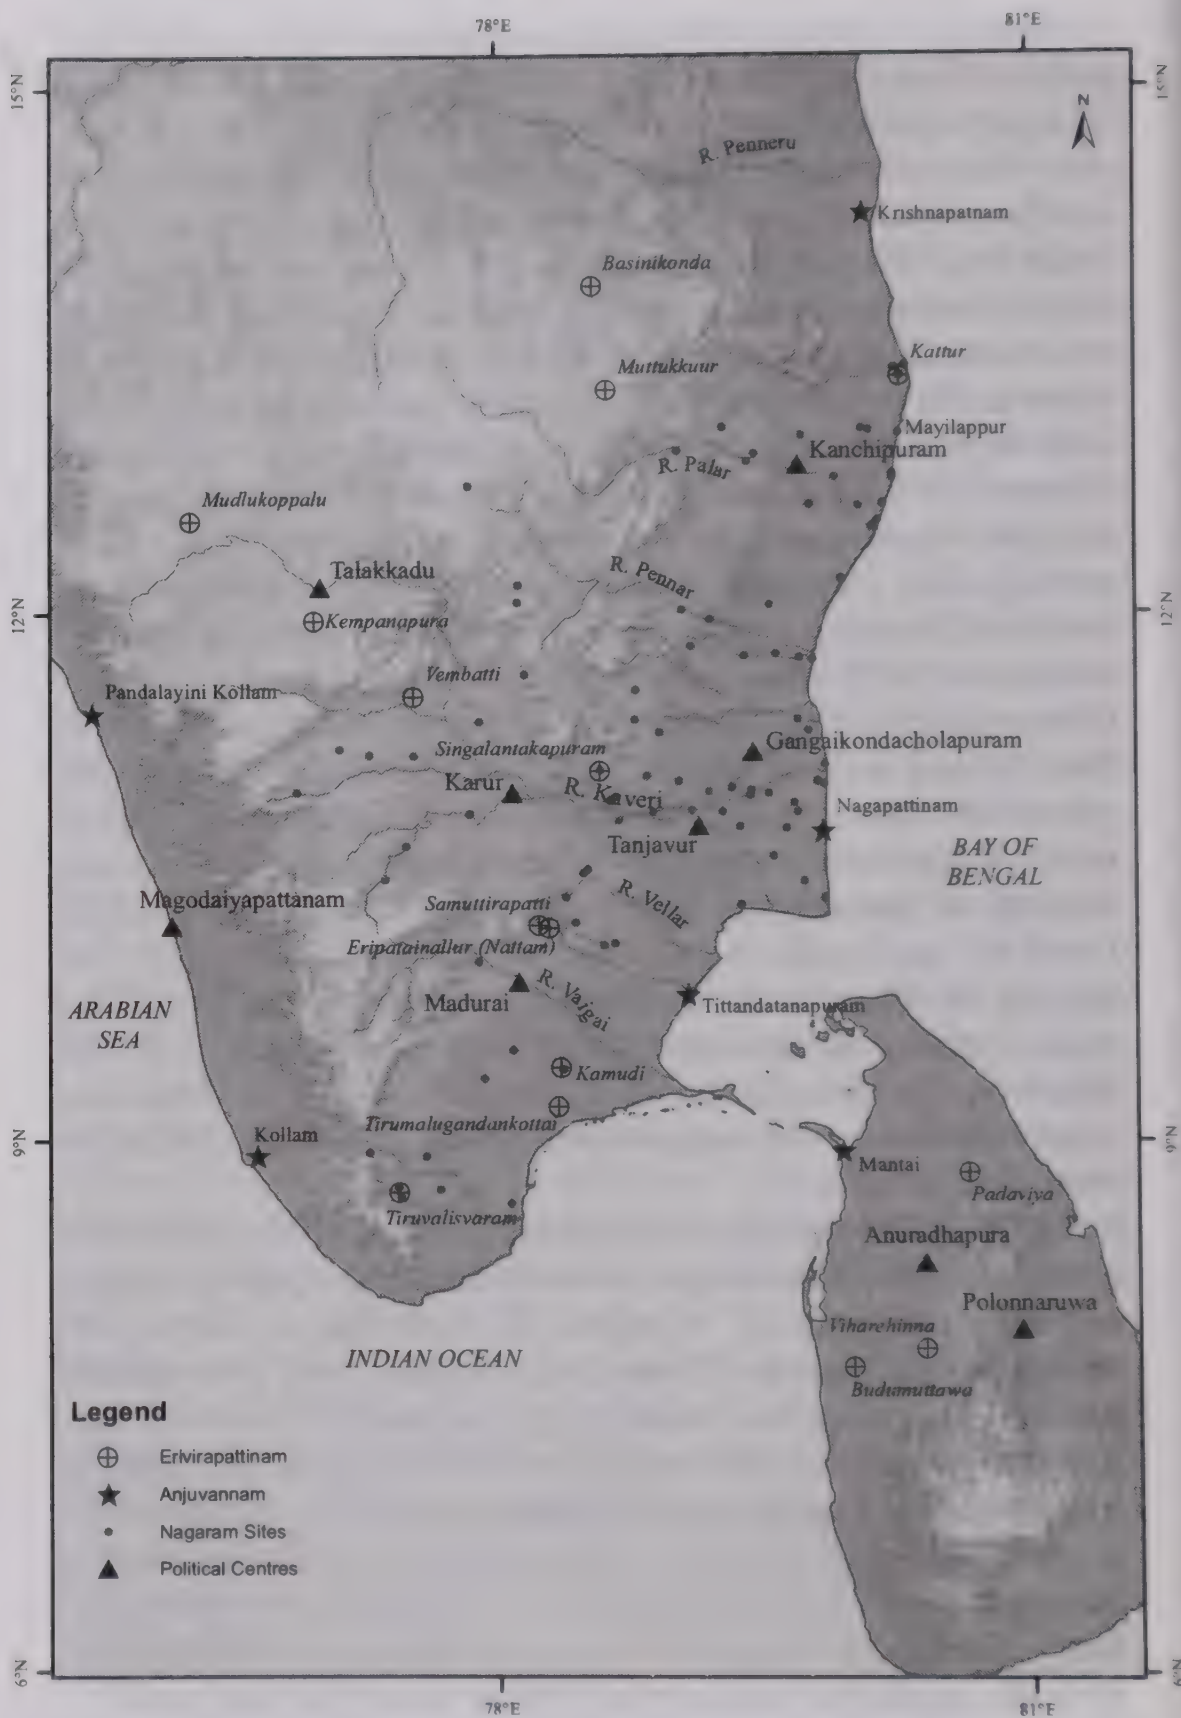 78°E
81°E
15°N
15°N
N
R. Penneru
Krishnapatnam
Basinikonda
Kattur
Muttukkuur
Mayilappur
Kanchipuram
R. Palar
Mudlukoppalu
R. Pennar
Talakkadu
12°N
12°N
Kempanapura
Vembatti
Pandalayini Kollam
Gangaikondacholapuram
Singalantakapuram
Karur
R. Kaveri
Nagapattinam
Tanjavur
BAY OF
BENGAL
R. Vellar
Magodaiyapattanam
Samuttirapatti
Eripatainallur (Nattam)
R. Vaigai
Madurai
Tittandatanapuram
ARABIAN
SEA
Kamudi
Tirumalugandankottai
9°N
9°N
Kollam
Mantai
Padaviya
Tiruvalisvaram
Anuradhapura
Polonnaruwa
Viharehinna
INDIAN OCEAN
Budumuttawa
Legend
Erivirapattinam
Anjuvannam
Nagaram Sites
Political Centres
6°N
6°N
78°E
81°E